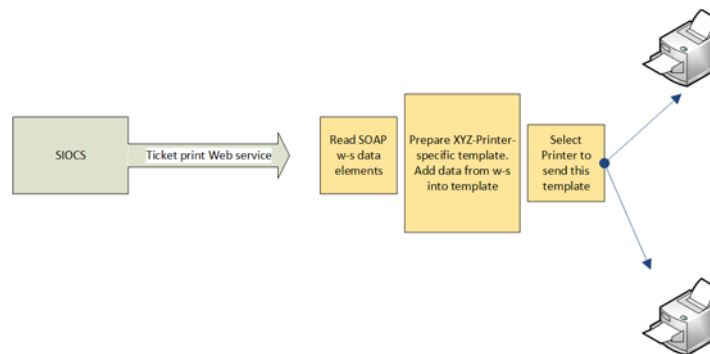 SIOCS
Ticket print Web service
Read SOAP
w-s data
elements
Prepare XYZ-Printer-
specific template.
Add data from w-s
into template
Select
Printer to
send this
template